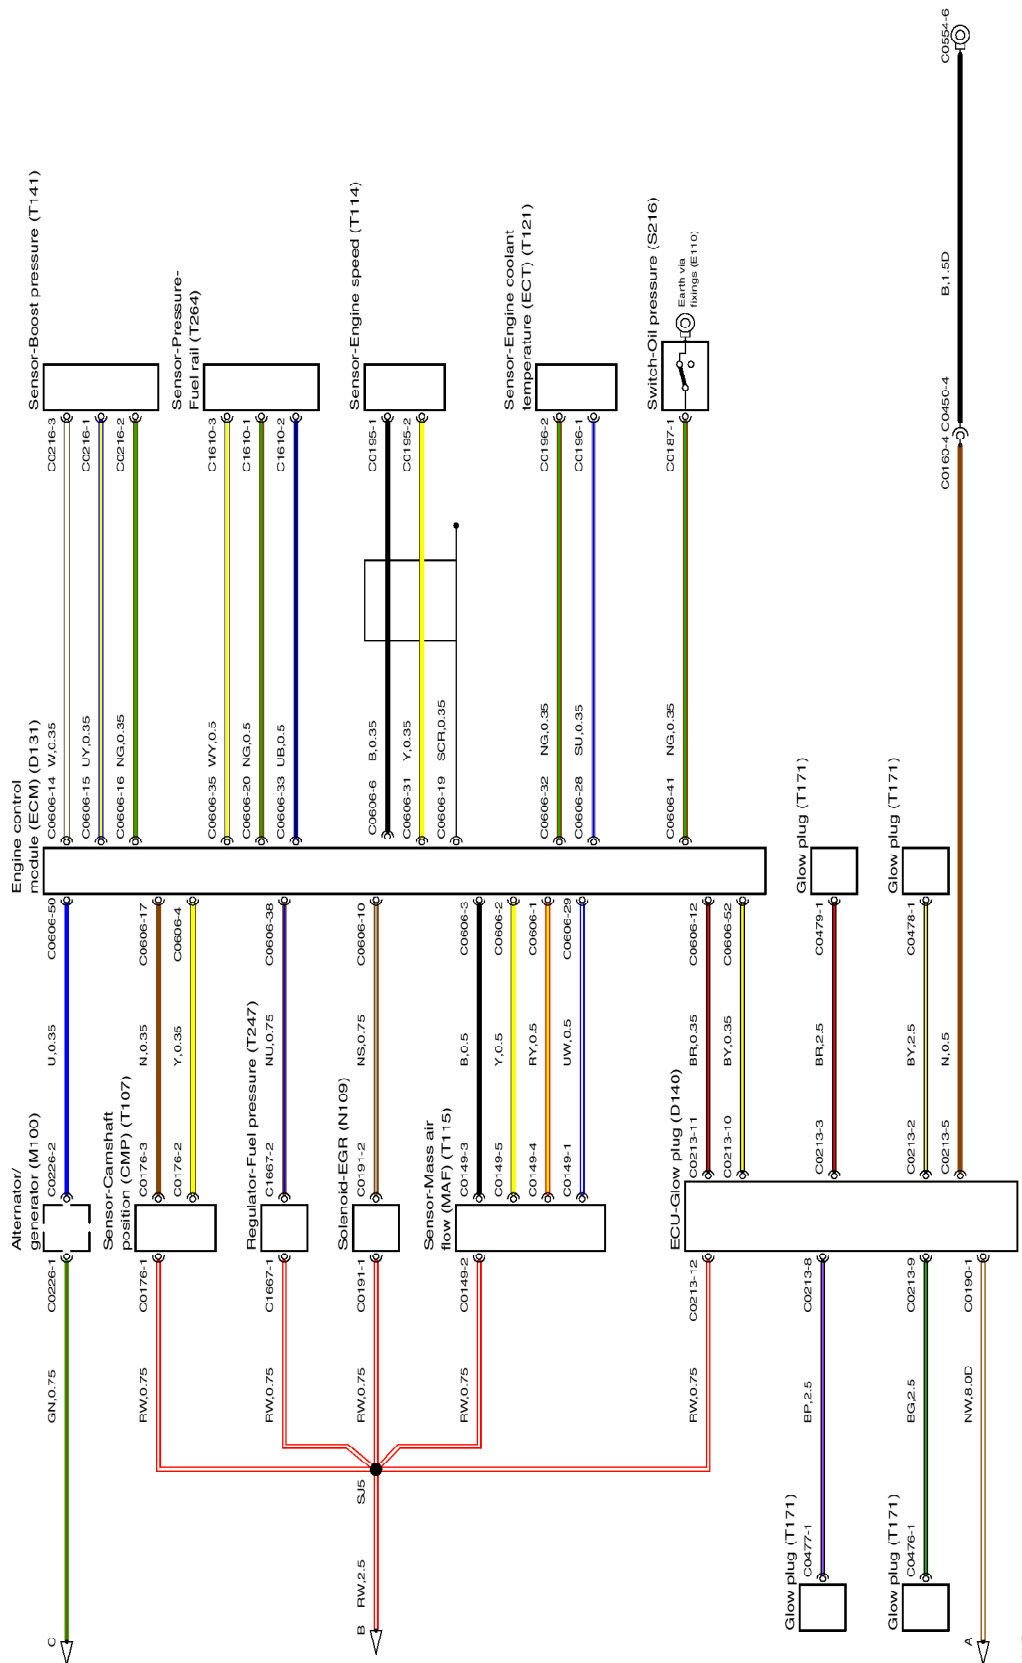 Sensor-Boost pressure (T141)
C0216-3
C0216-1
C0216-2
Sensor-Pressure-
Fuel rail (T264)
C1610-3
C1610-1
C1610-2
Sensor-Engine speed (T114)
C0195-1
C0195-2
Sensor-Engine coolant
temperature (ECT) (T121)
C0196-2
C0196-1
Switch-Oil pressure (S216)
Earth via
fixings (E110)
C0187-1
C0554-6
B,1.5D
C0160-4 C0450-4
Engine control
module (ECM) (D131)
C0606-14 W,0.35
C0606-15 UY,0.35
C0606-16 NG,0.35
C0606-35 WY,0.5
C0606-20 NG,0.5
C0606-33 UB,0.5
C0606-6 B,0.35
C0606-31 Y,0.35
C0606-19 SCR,0.35
C0606-32 NG,0.35
C0606-28 SU,0.35
C0606-41 NG,0.35
Glow plug (T171)
Glow plug (T171)
Alternator/
generator (M100)
C0226-2 U,0.35 C0606-50
C0226-1
GN,0.75
C
Sensor-Camshaft
position (CMP) (T107)
C0176-3 N,0.35 C0606-17
C0176-2 Y,0.35 C0606-4
C0176-1
RW,0.75
Regulator-Fuel pressure (T247)
C1667-2 NU,0.75 C0606-38
C1667-1
RW,0.75
Solenoid-EGR (N109)
C0191-2 NS,0.75 C0606-10
C0191-1
RW,0.75
SJ5
B RW,2.5
Sensor-Mass air
flow (MAF) (T115)
C0149-3 B,0.5 C0606-3
C0149-5 Y,0.5 C0606-2
C0149-4 RY,0.5 C0606-1
C0149-1 UW,0.5 C0606-29
C0149-2
RW,0.75
ECU-Glow plug (D140)
C0213-11 BR,0.35 C0606-12
C0213-10 BY,0.35 C0606-52
C0213-3 BR,2.5 C0479-1
C0213-2 BY,2.5 C0478-1
C0213-5 N,0.5
C0213-12
RW,0.75
C0213-8
BP,2.5
Glow plug (T171)
C0477-1
C0213-9
BG,2.5
Glow plug (T171)
C0476-1
C0190-1
NW,8.0D
A